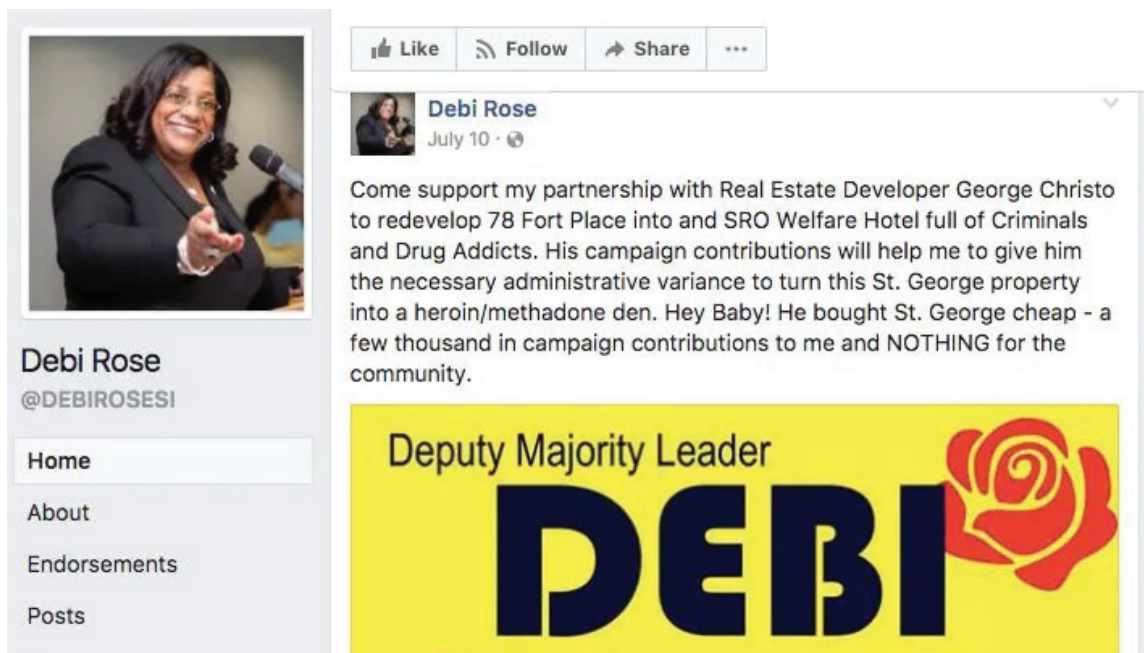 Like
Follow
Share
Debi Rose
July 10
Come support my partnership with Real Estate Developer George Christo
to redevelop 78 Fort Place into and SRO Welfare Hotel full of Criminals
and Drug Addicts. His campaign contributions will help me to give him
the necessary administrative variance to turn this St. George property
into a heroin/methadone den. Hey Baby! He bought St. George cheap - a
few thousand in campaign contributions to me and NOTHING for the
community.
Debi Rose
@DEBIROSESI
Home
About
Endorsements
Posts
Deputy Majority Leader
DEBI